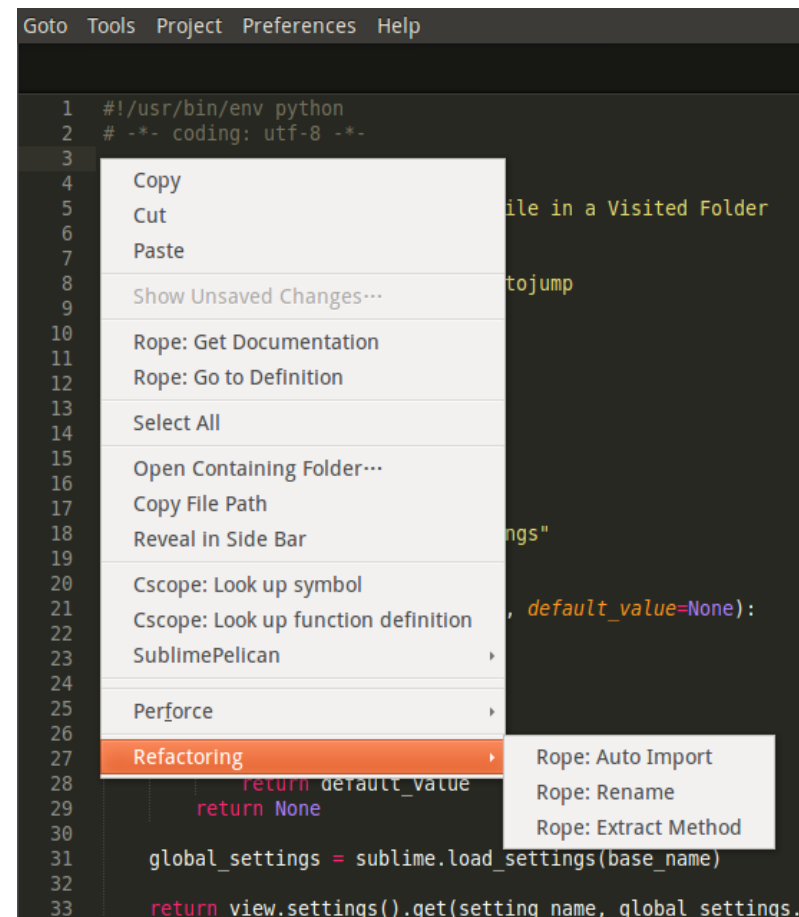 Goto Tools Project Preferences Help
1 #!/usr/bin/env python
2 # -*- coding: utf-8 -*-
3
4
5 ile in a Visited Folder
6
7
8 tojump
9
10
11
12
13
14
15
16
17
18 ngs"
19
20
21 , default_value=None):
22
23
24
25
26
27
28 return default_value
29 return None
30
31 global_settings = sublime.load_settings(base_name)
32
33 return view.settings().get(setting_name, global_settings.
Copy
Cut
Paste
Show Unsaved Changes···
Rope: Get Documentation
Rope: Go to Definition
Select All
Open Containing Folder···
Copy File Path
Reveal in Side Bar
Cscope: Look up symbol
Cscope: Look up function definition
SublimePelican
Perforce
Refactoring
Rope: Auto Import
Rope: Rename
Rope: Extract Method